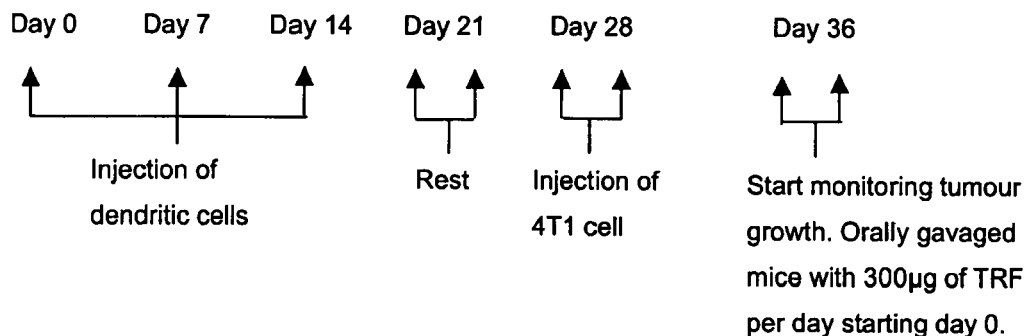 Day 0 Day 7 Day 14 Day 21 Day 28 Day 36
Injection of
dendritic cells
Rest
Injection of
4T1 cell
Start monitoring tumour
growth. Orally gavaged
mice with 300µg of TRF
per day starting day 0.